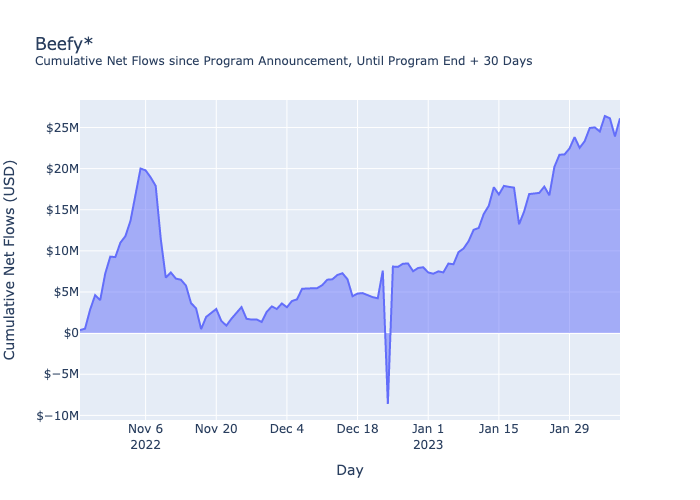 Beefy*
Cumulative Net Flows since Program Announcement, Until Program End + 30 Days
Cumulative Net Flows (USD)
$25M
$20M
$15M
$10M
$5M
$0
$−5M
$−10M
Nov 6
2022
Nov 20
Dec 4
Dec 18
Jan 1
2023
Jan 15
Jan 29
Day